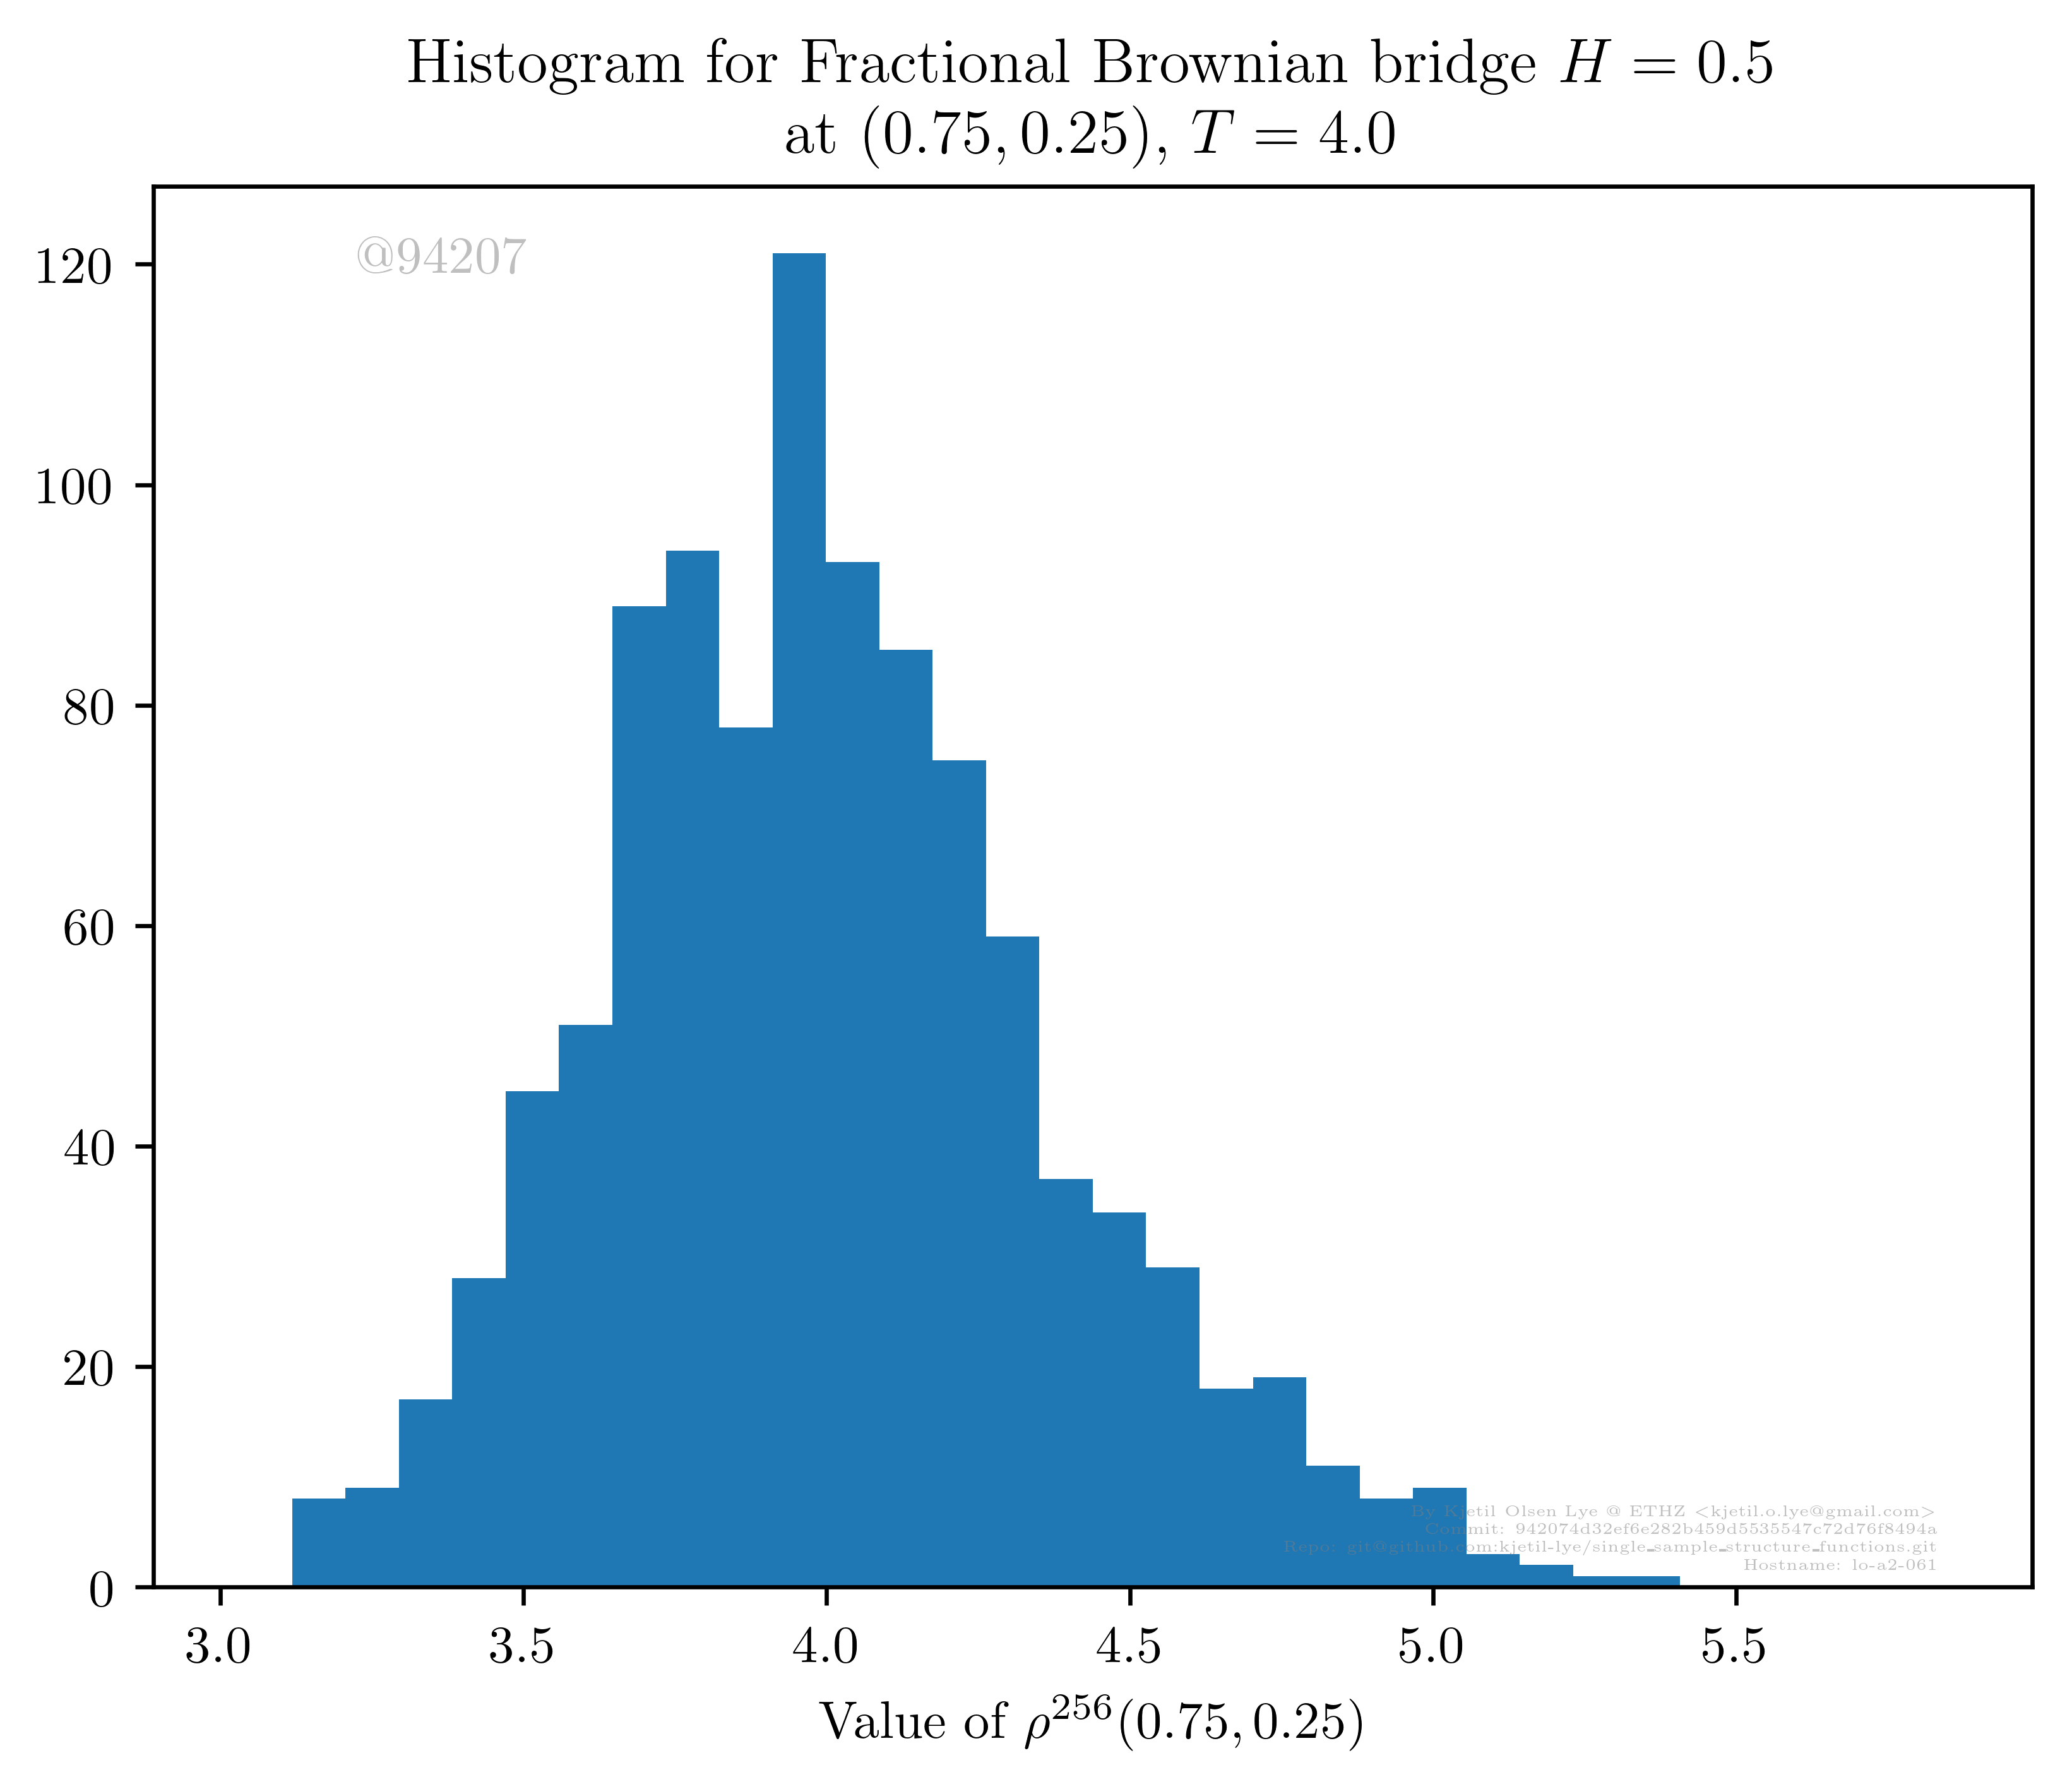 Histogram for Fractional Brownian bridge H = 0.5
at (0.75, 0.25), T = 4.0
@94207
120
100
80
60
40
20
0
By Kjetil Olsen Lye @ ETHZ <kjetil.o.lye@gmail.com>
Commit: 942074d32ef6e282b459d5535547c72d76f8494a
Repo: git@github.com:kjetil-lye/single_sample_structure_functions.git
Hostname: lo-a2-061
3.0 3.5 4.0 4.5 5.0 5.5
Value of ρ²⁵⁶(0.75, 0.25)